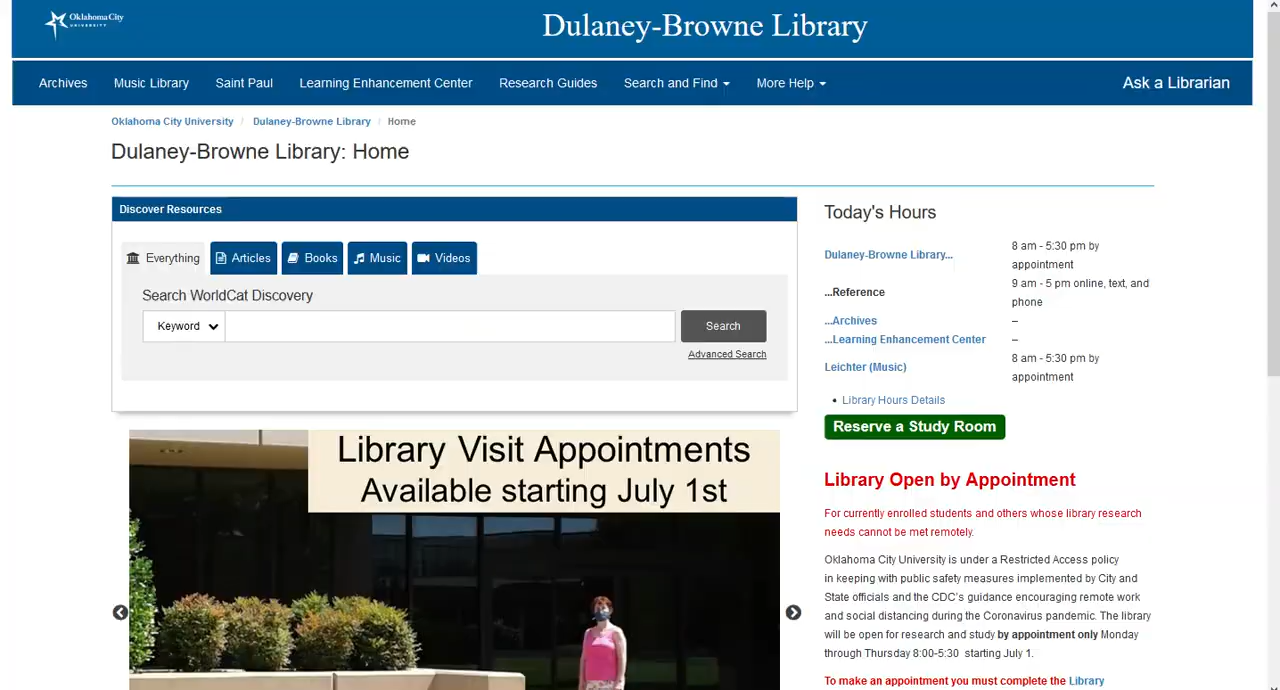 Oklahoma City
UNIVERSITY
Dulaney-Browne Library
Archives Music Library Saint Paul Learning Enhancement Center Research Guides Search and Find More Help Ask a Librarian
Oklahoma City University / Dulaney-Browne Library / Home
Dulaney-Browne Library: Home
Discover Resources
Everything Articles Books Music Videos
Search WorldCat Discovery
Keyword Search
Advanced Search
Library Visit Appointments
Available starting July 1st
Today's Hours
Dulaney-Browne Library... 8 am - 5:30 pm by
appointment
...Reference 9 am - 5 pm online, text, and
phone
...Archives –
...Learning Enhancement Center –
Leichter (Music) 8 am - 5:30 pm by
appointment
• Library Hours Details
Reserve a Study Room
Library Open by Appointment
For currently enrolled students and others whose library research
needs cannot be met remotely.
Oklahoma City University is under a Restricted Access policy
in keeping with public safety measures implemented by City and
State officials and the CDC's guidance encouraging remote work
and social distancing during the Coronavirus pandemic. The library
will be open for research and study by appointment only Monday
through Thursday 8:00-5:30 starting July 1.
To make an appointment you must complete the Library